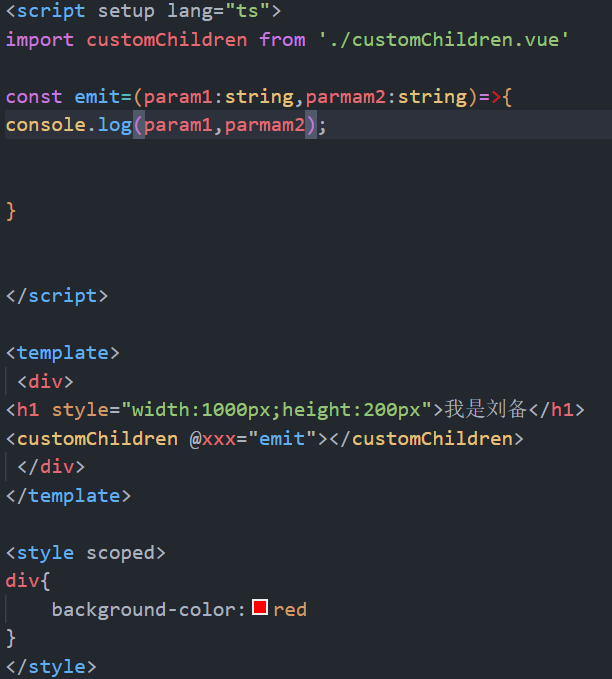 <script setup lang="ts">
import customChildren from './customChildren.vue'
const emit=(param1:string,parmam2:string)=>{
console.log(param1,parmam2);
}
</script>
<template>
<div>
<h1 style="width:1000px;height:200px">我是刘备</h1>
<customChildren @xxx="emit"></customChildren>
</div>
</template>
<style scoped>
div{
background-color:red
}
</style>